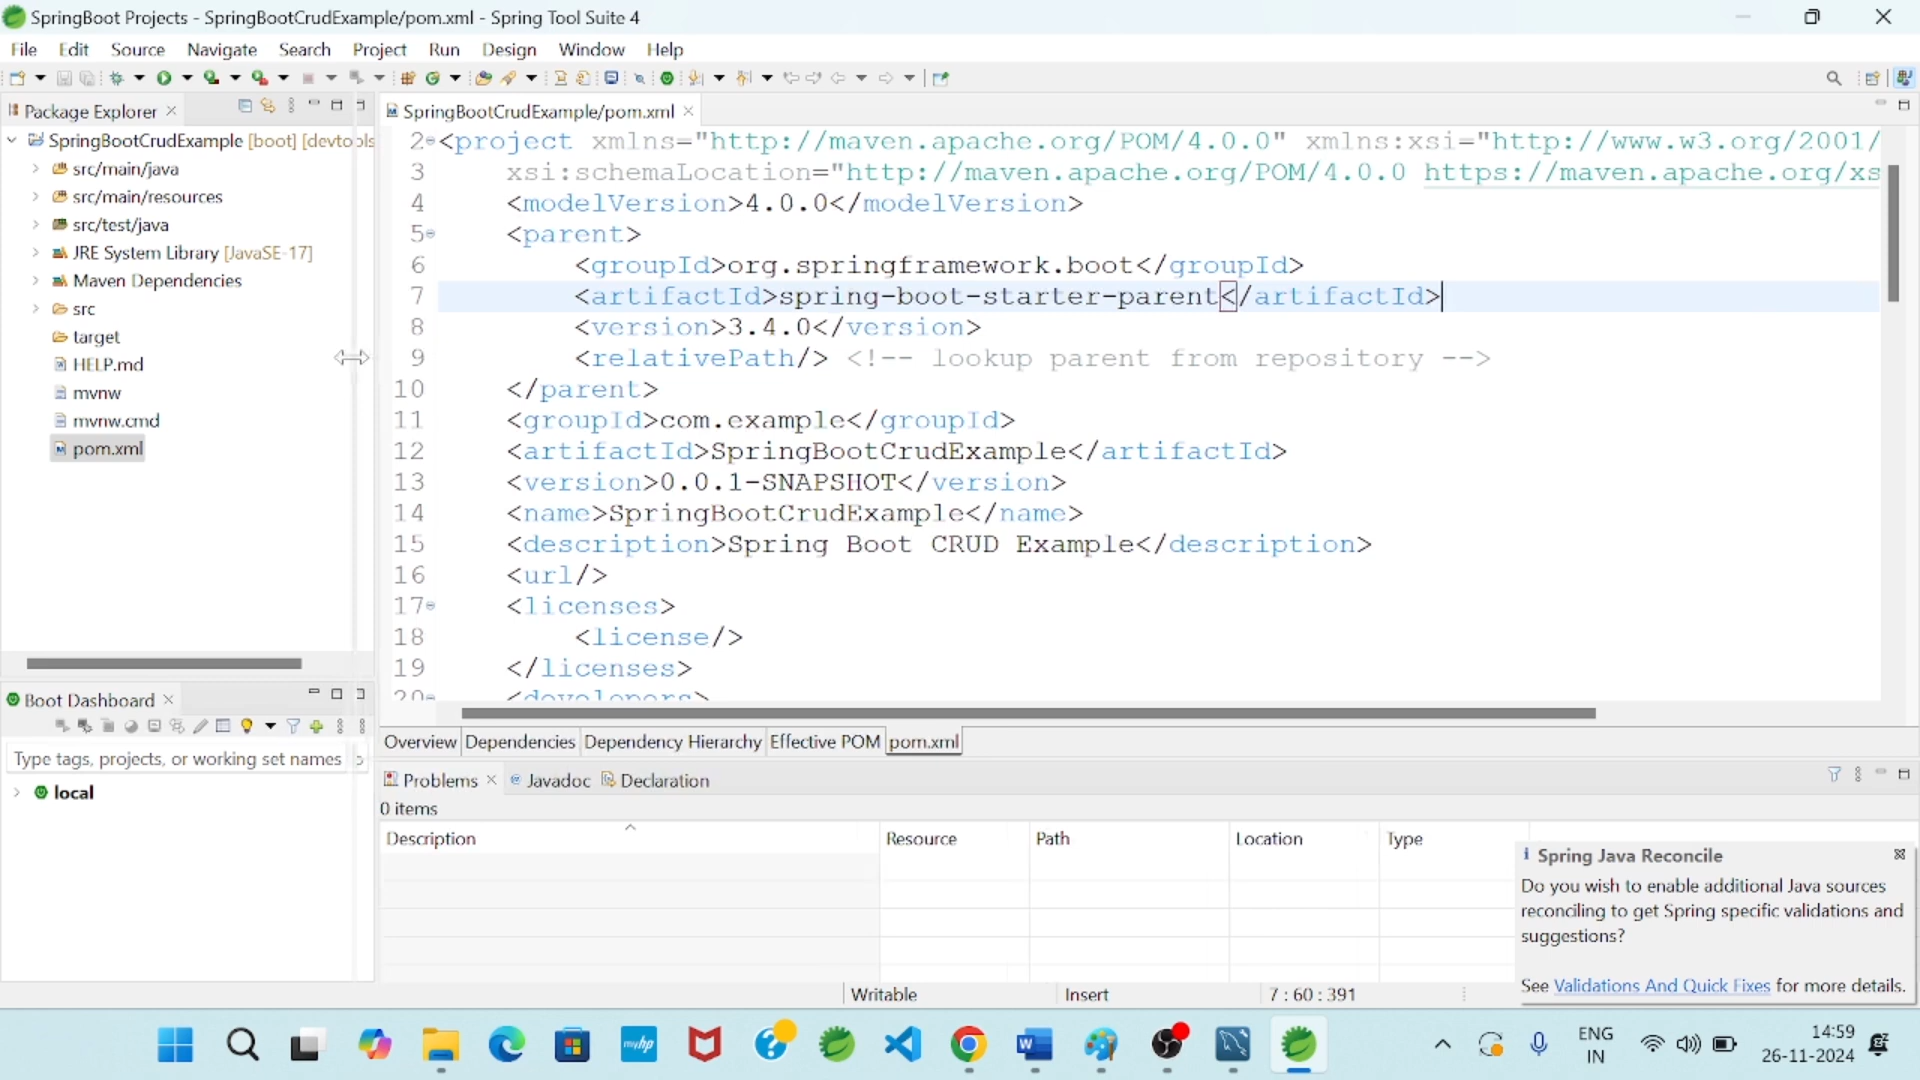 SpringBoot Projects - SpringBootCrudExample/pom.xml - Spring Tool Suite 4
File Edit Source Navigate Search Project Run Design Window Help
Package Explorer
SpringBootCrudExample [boot] [devtools
src/main/java
src/main/resources
src/test/java
JRE System Library [JavaSE-17]
Maven Dependencies
src
target
HELP.md
mvnw
mvnw.cmd
pom.xml
SpringBootCrudExample/pom.xml
2 <project xmlns="http://maven.apache.org/POM/4.0.0" xmlns:xsi="http://www.w3.org/2001/
3 xsi:schemaLocation="http://maven.apache.org/POM/4.0.0 https://maven.apache.org/xs
4 <modelVersion>4.0.0</modelVersion>
5 <parent>
6 <groupId>org.springframework.boot</groupId>
7 <artifactId>spring-boot-starter-parent</artifactId>
8 <version>3.4.0</version>
9 <relativePath/> <!-- lookup parent from repository -->
10 </parent>
11 <groupId>com.example</groupId>
12 <artifactId>SpringBootCrudExample</artifactId>
13 <version>0.0.1-SNAPSHOT</version>
14 <name>SpringBootCrudExample</name>
15 <description>Spring Boot CRUD Example</description>
16 <url/>
17 <licenses>
18 <license/>
19 </licenses>
20 <developers>
Overview Dependencies Dependency Hierarchy Effective POM pom.xml
Boot Dashboard
Type tags, projects, or working set names
local
Problems Javadoc Declaration
0 items
Description Resource Path Location Type
Spring Java Reconcile
Do you wish to enable additional Java sources
reconciling to get Spring specific validations and
suggestions?
See Validations And Quick Fixes for more details.
Writable Insert 7 : 60 : 391
myhp
ENG
IN
14:59
26-11-2024